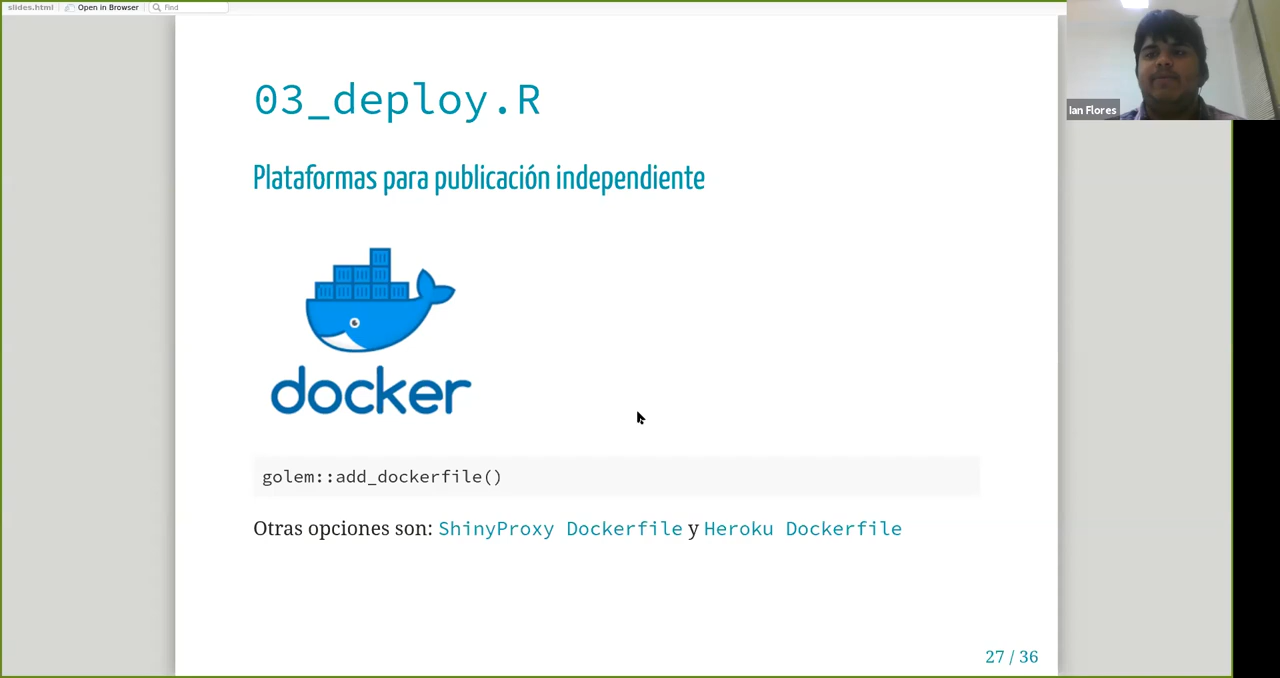 slides.html Open in Browser Find
03_deploy.R
Plataformas para publicación independiente
docker
golem::add_dockerfile()
Otras opciones son: ShinyProxy Dockerfile y Heroku Dockerfile
27 / 36
Ian Flores